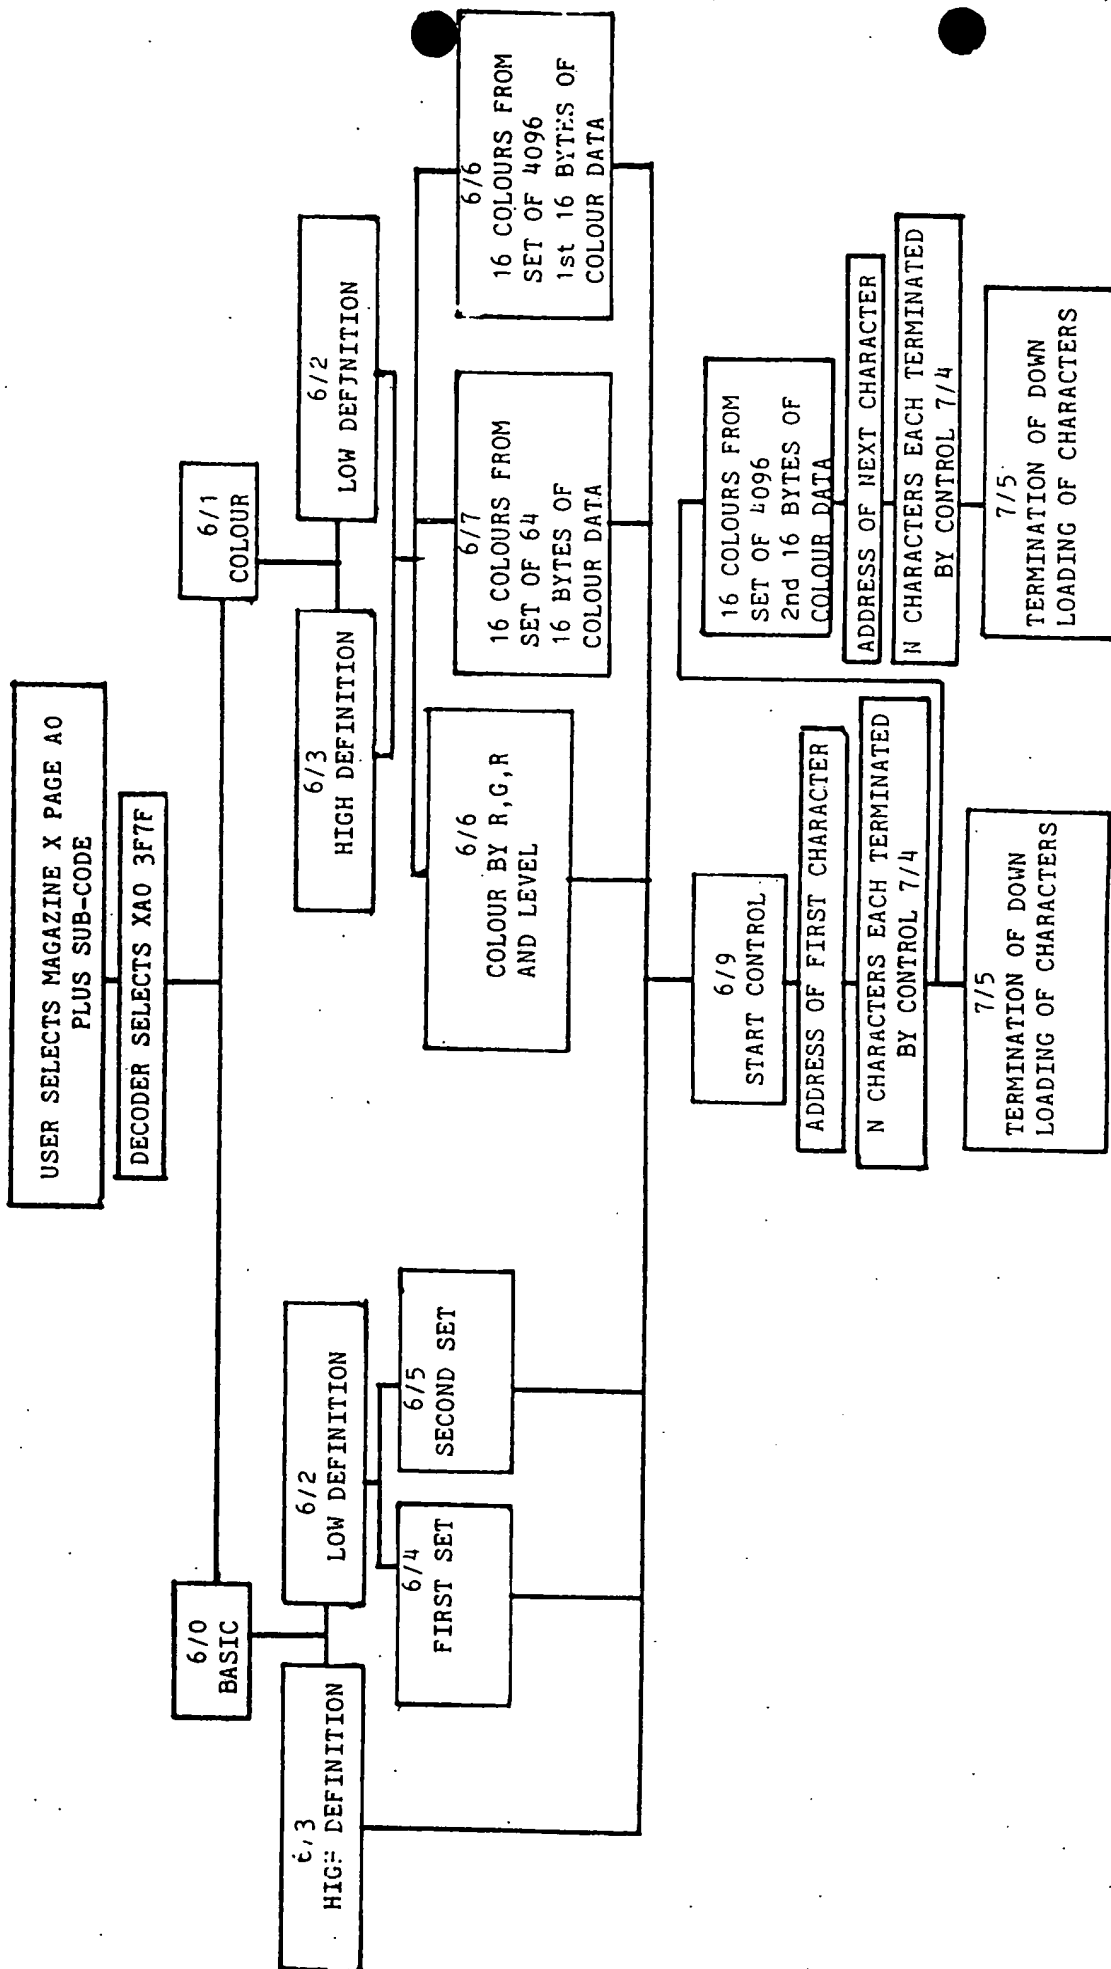 USER SELECTS MAGAZINE X PAGE A0
PLUS SUB-CODE
DECODER SELECTS XA0 3F7F
6/0
BASIC
6/1
COLOUR
6/3
HIGH DEFINITION
6/2
LOW DEFINITION
6/3
HIGH DEFINITION
6/2
LOW DEFINITION
6/4
FIRST SET
6/5
SECOND SET
6/6
COLOUR BY R,G,R
AND LEVEL
6/7
16 COLOURS FROM
SET OF 64
16 BYTES OF
COLOUR DATA
6/6
16 COLOURS FROM
SET OF 4096
1st 16 BYTES OF
COLOUR DATA
6/9
START CONTROL
ADDRESS OF FIRST CHARACTER
N CHARACTERS EACH TERMINATED
BY CONTROL 7/4
7/5
TERMINATION OF DOWN
LOADING OF CHARACTERS
16 COLOURS FROM
SET OF 4096
2nd 16 BYTES OF
COLOUR DATA
ADDRESS OF NEXT CHARACTER
N CHARACTERS EACH TERMINATED
BY CONTROL 7/4
7/5
TERMINATION OF DOWN
LOADING OF CHARACTERS